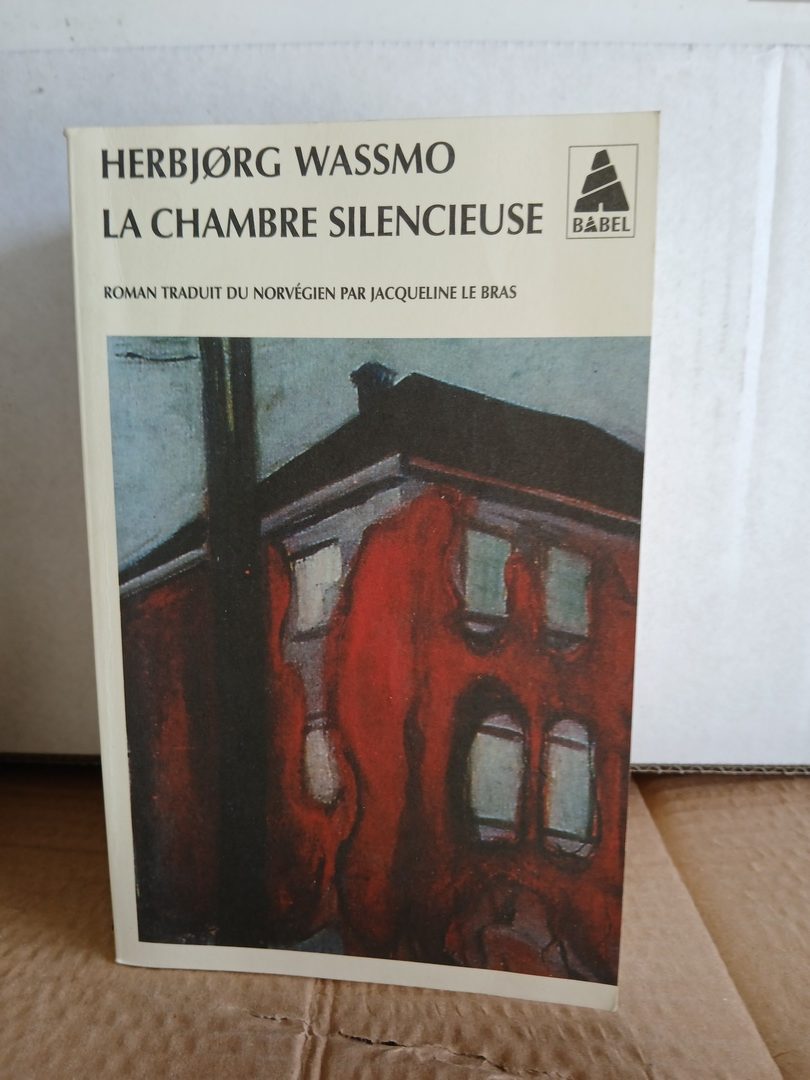 HERBJØRG WASSMO
LA CHAMBRE SILENCIEUSE
BABEL
ROMAN TRADUIT DU NORVÉGIEN PAR JACQUELINE LE BRAS